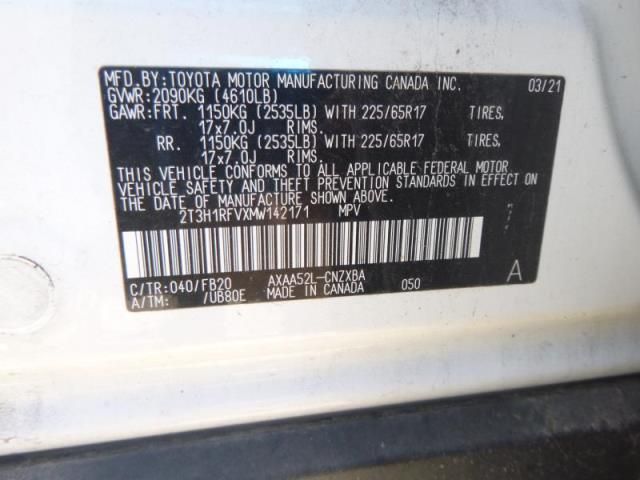 MFD.BY:TOYOTA MOTOR MANUFACTURING CANADA INC. 03/21
GVWR:2090KG (4610LB)
GAWR:FRT. 1150KG (2535LB) WITH 225/65R17 TIRES,
17x7.0J RIMS.
RR. 1150KG (2535LB) WITH 225/65R17 TIRES,
17x7.0J RIMS.
THIS VEHICLE CONFORMS TO ALL APPLICABLE FEDERAL MOTOR
VEHICLE SAFETY AND THEFT PREVENTION STANDARDS IN EFFECT ON
THE DATE OF MANUFACTURE SHOWN ABOVE.
2T3H1RFVXMW142171 MPV
C/TR:040/FB20 AXAA52L-CNZXBA 050 A
A/TM: /UB80E MADE IN CANADA